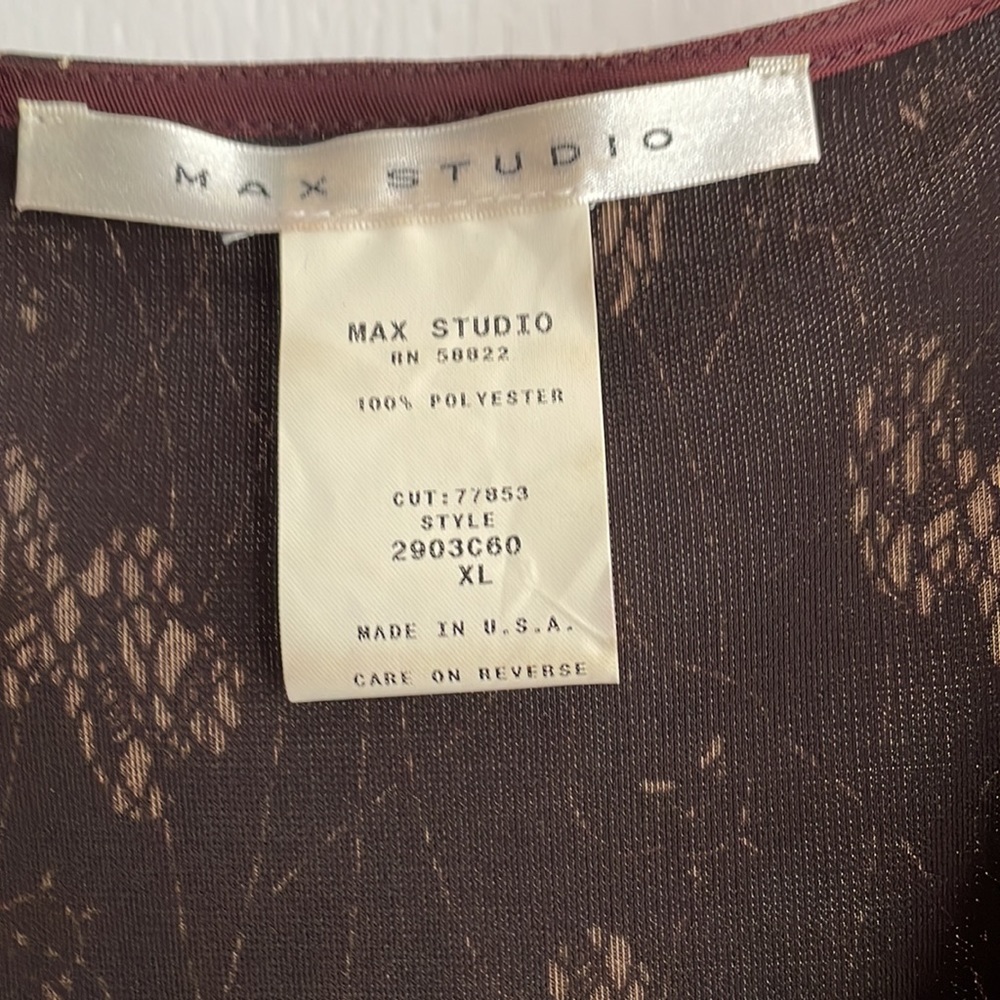 MAX STUDIO
MAX STUDIO
RN 58822
100% POLYESTER
CUT:77853
STYLE
2903C60
XL
MADE IN U.S.A.
CARE ON REVERSE